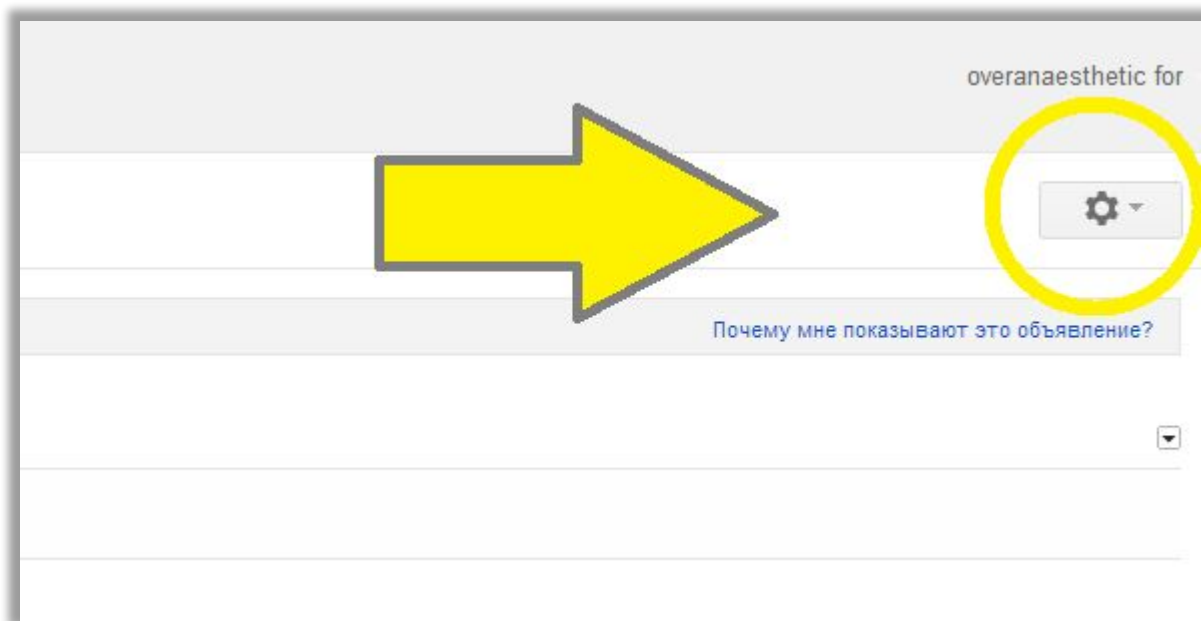 overanaesthetic for
Почему мне показывают это объявление?